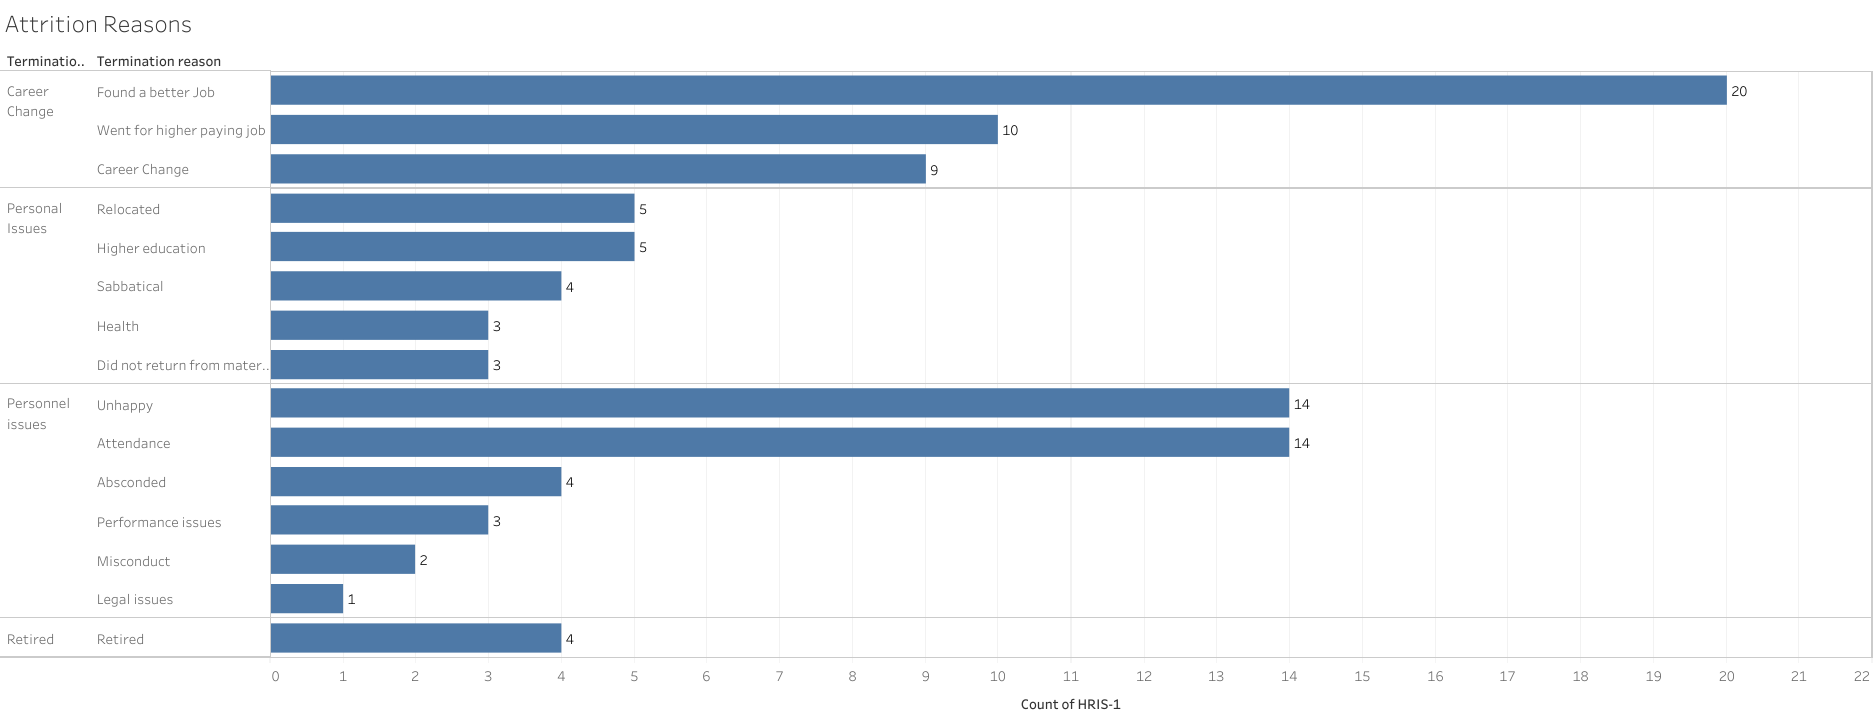 Attrition Reasons
Terminatio.. Termination reason
Career Change Found a better Job 20
Went for higher paying job 10
Career Change 9
Personal Issues Relocated 5
Higher education 5
Sabbatical 4
Health 3
Did not return from mater.. 3
Personnel issues Unhappy 14
Attendance 14
Absconded 4
Performance issues 3
Misconduct 2
Legal issues 1
Retired Retired 4
0 1 2 3 4 5 6 7 8 9 10 11 12 13 14 15 16 17 18 19 20 21 22
Count of HRIS-1